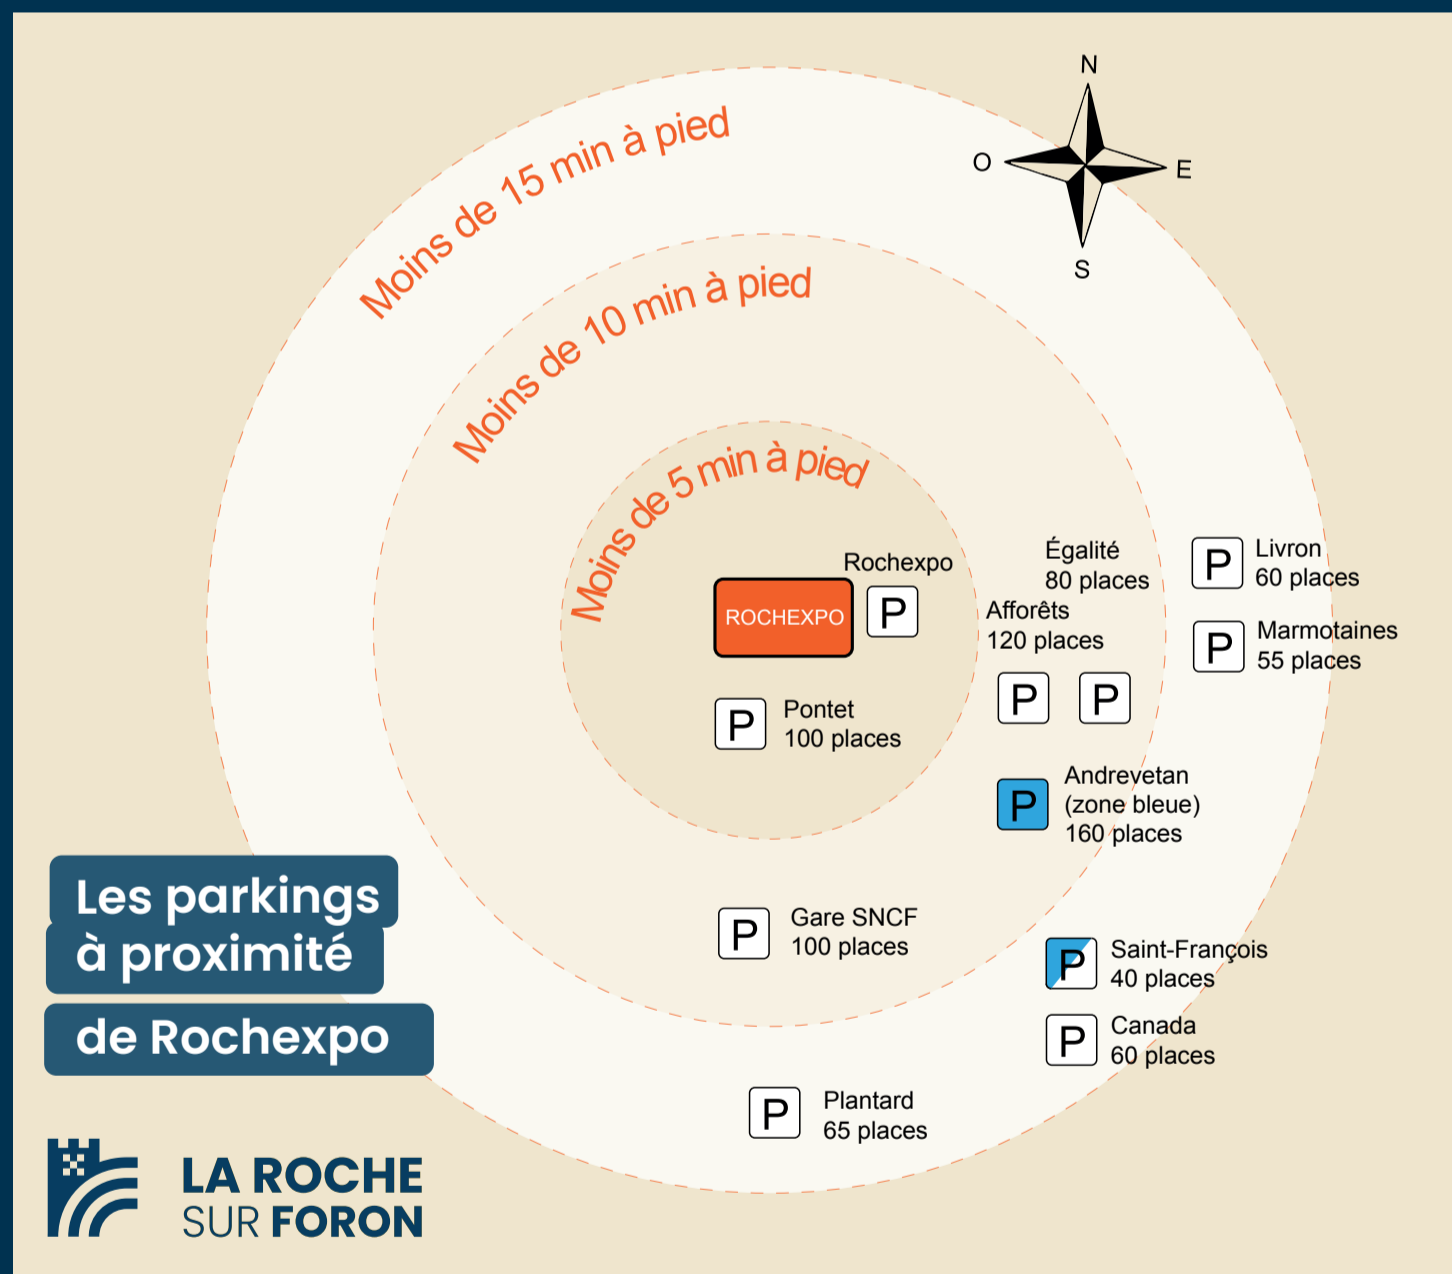 N
O
E
S
Moins de 15 min à pied
Moins de 10 min à pied
Moins de 5 min à pied
Rochexpo
ROCHEXPO
P
Égalité
80 places
Afforêts
120 places
P
P
P
Livron
60 places
P
Marmotaines
55 places
P
Pontet
100 places
P
Andrevetan
(zone bleue)
160 places
P
Gare SNCF
100 places
P
Saint-François
40 places
P
Canada
60 places
P
Plantard
65 places
Les parkings
à proximité
de Rochexpo
LA ROCHE
SUR FORON